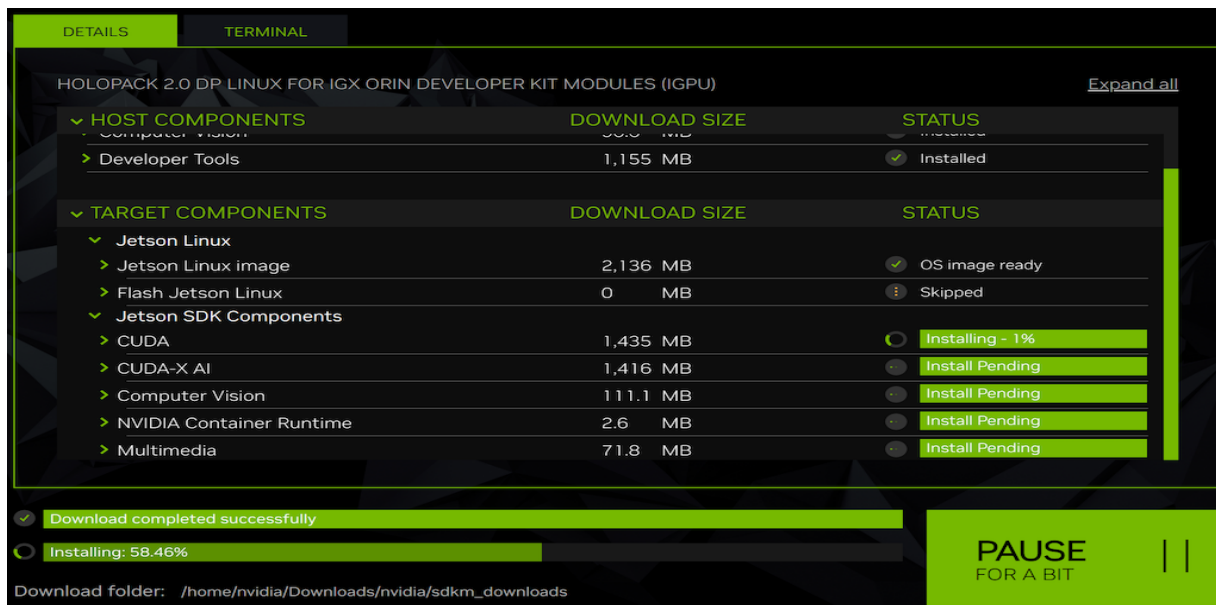 DETAILS TERMINAL
HOLOPACK 2.0 DP LINUX FOR IGX ORIN DEVELOPER KIT MODULES (IGPU) Expand all
HOST COMPONENTS DOWNLOAD SIZE STATUS
Computer Vision MB Installed
Developer Tools 1,155 MB Installed
TARGET COMPONENTS DOWNLOAD SIZE STATUS
Jetson Linux
Jetson Linux image 2,136 MB OS image ready
Flash Jetson Linux 0 MB Skipped
Jetson SDK Components
CUDA 1,435 MB Installing - 1%
CUDA-X AI 1,416 MB Install Pending
Computer Vision 111.1 MB Install Pending
NVIDIA Container Runtime 2.6 MB Install Pending
Multimedia 71.8 MB Install Pending
Download completed successfully
Installing: 58.46%
PAUSE
FOR A BIT
Download folder: /home/nvidia/Downloads/nvidia/sdkm_downloads